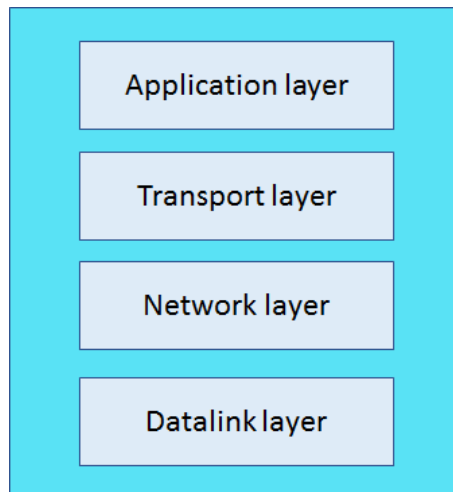 Application layer
Transport layer
Network layer
Datalink layer